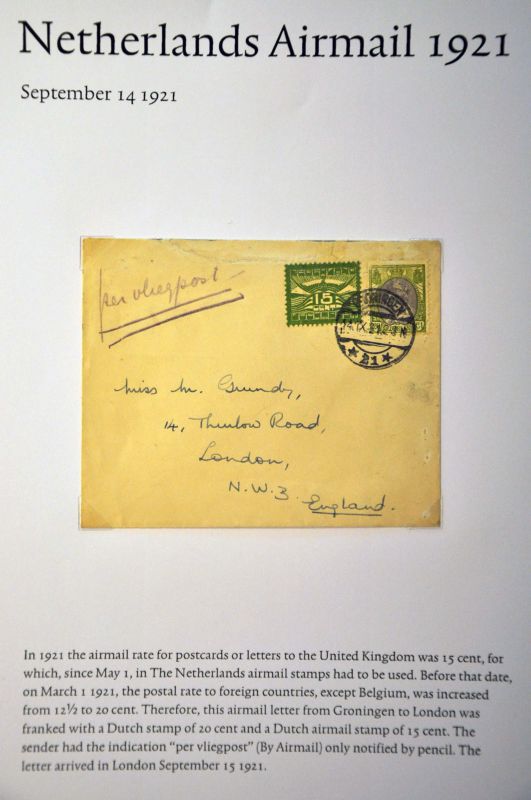 Netherlands Airmail 1921
September 14 1921
per vliegpost
15
CENT
GRONINGEN
14.IX.21
★21★
Miss M. Grundy,
14, Thurlow Road,
London,
N.W.3.
England.
In 1921 the airmail rate for postcards or letters to the United Kingdom was 15 cent, for
which, since May 1, in The Netherlands airmail stamps had to be used. Before that date,
on March 1 1921, the postal rate to foreign countries, except Belgium, was increased
from 12½ to 20 cent. Therefore, this airmail letter from Groningen to London was
franked with a Dutch stamp of 20 cent and a Dutch airmail stamp of 15 cent. The
sender had the indication “per vliegpost” (By Airmail) only notified by pencil. The
letter arrived in London September 15 1921.